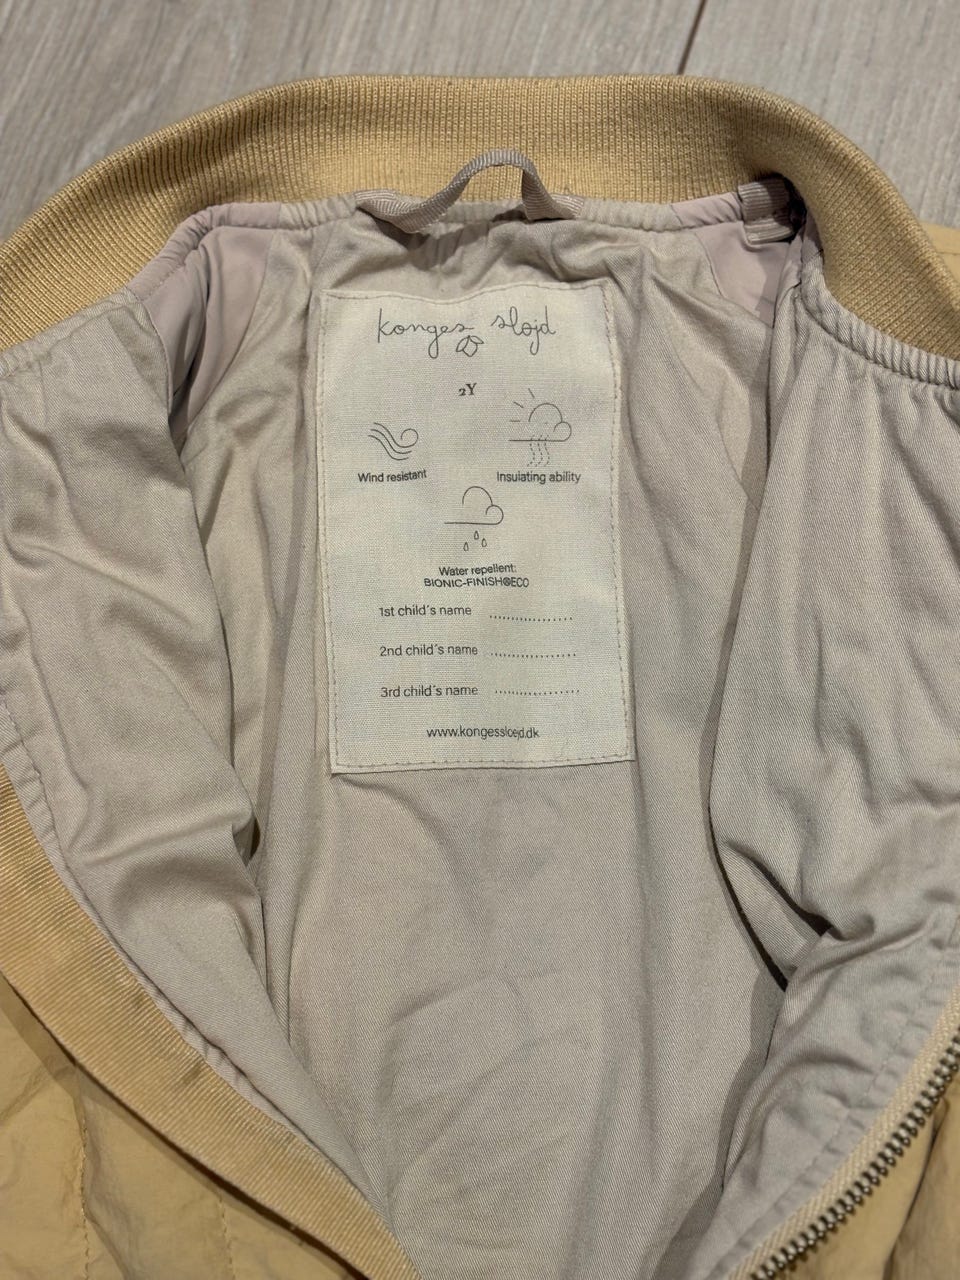 konges sløjd
2Y
Wind resistant
Insulating ability
Water repellent:
BIONIC-FINISH®ECO
1st child´s name ....................
2nd child´s name ....................
3rd child´s name ....................
www.kongessloejd.dk